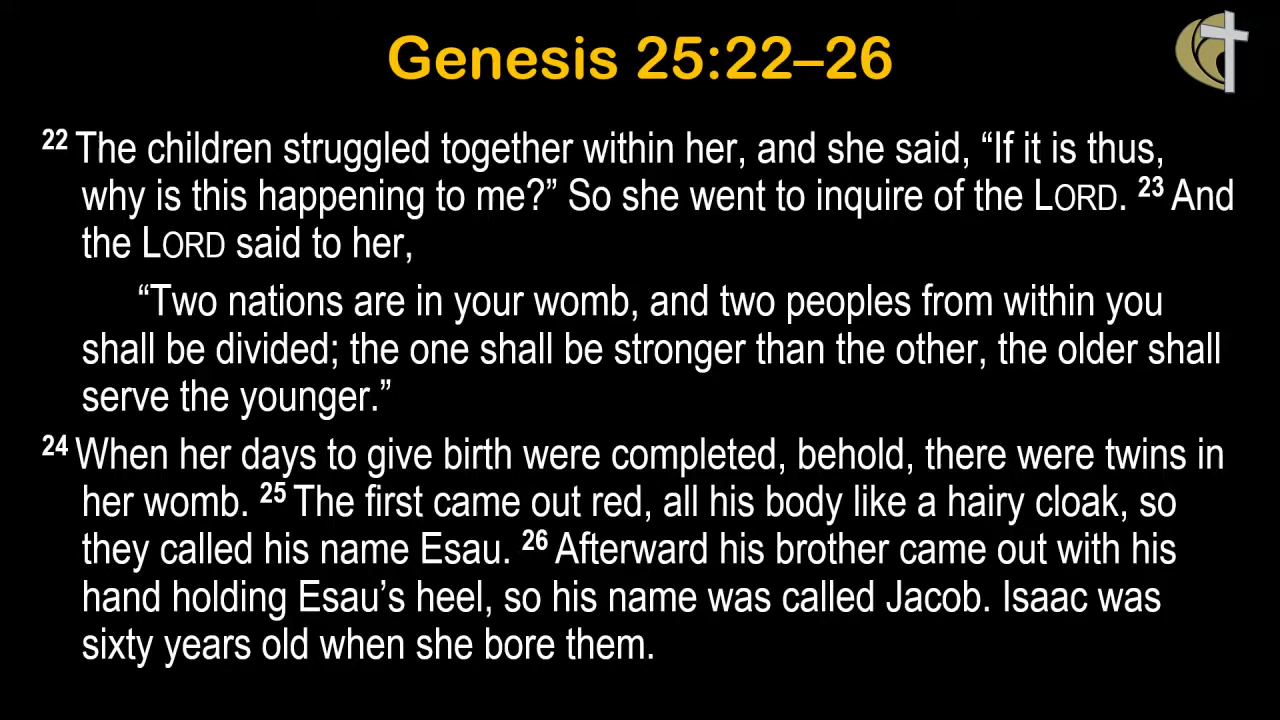 Genesis 25:22–26
22 The children struggled together within her, and she said, “If it is thus,
why is this happening to me?” So she went to inquire of the LORD. 23 And
the LORD said to her,
“Two nations are in your womb, and two peoples from within you
shall be divided; the one shall be stronger than the other, the older shall
serve the younger.”
24 When her days to give birth were completed, behold, there were twins in
her womb. 25 The first came out red, all his body like a hairy cloak, so
they called his name Esau. 26 Afterward his brother came out with his
hand holding Esau’s heel, so his name was called Jacob. Isaac was
sixty years old when she bore them.